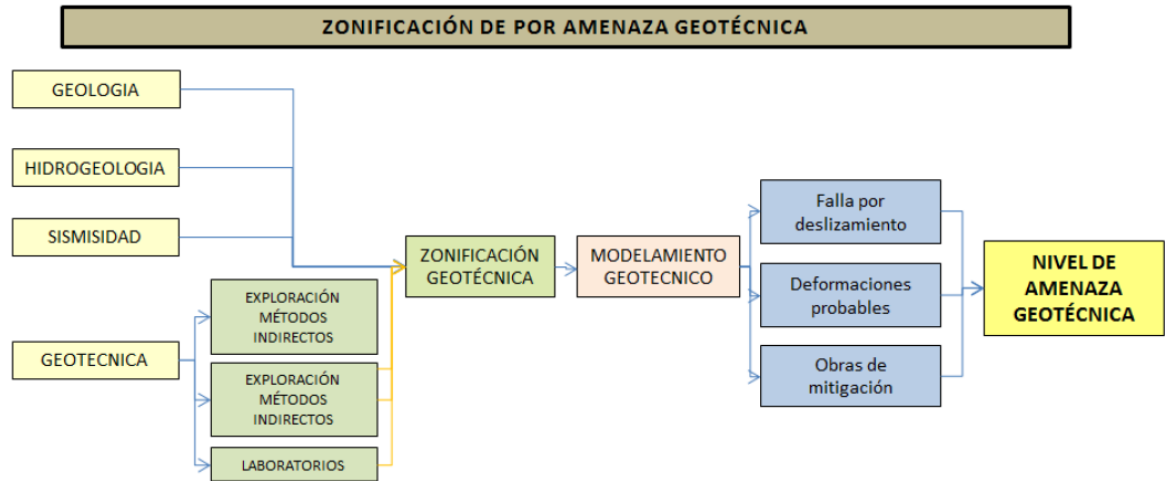 ZONIFICACIÓN DE POR AMENAZA GEOTÉCNICA
GEOLOGIA
HIDROGEOLOGIA
SISMISIDAD
GEOTECNICA
EXPLORACIÓN
MÉTODOS
INDIRECTOS
EXPLORACIÓN
MÉTODOS
INDIRECTOS
LABORATORIOS
ZONIFICACIÓN
GEOTÉCNICA
MODELAMIENTO
GEOTECNICO
Falla por
deslizamiento
Deformaciones
probables
Obras de
mitigación
NIVEL DE
AMENAZA
GEOTÉCNICA